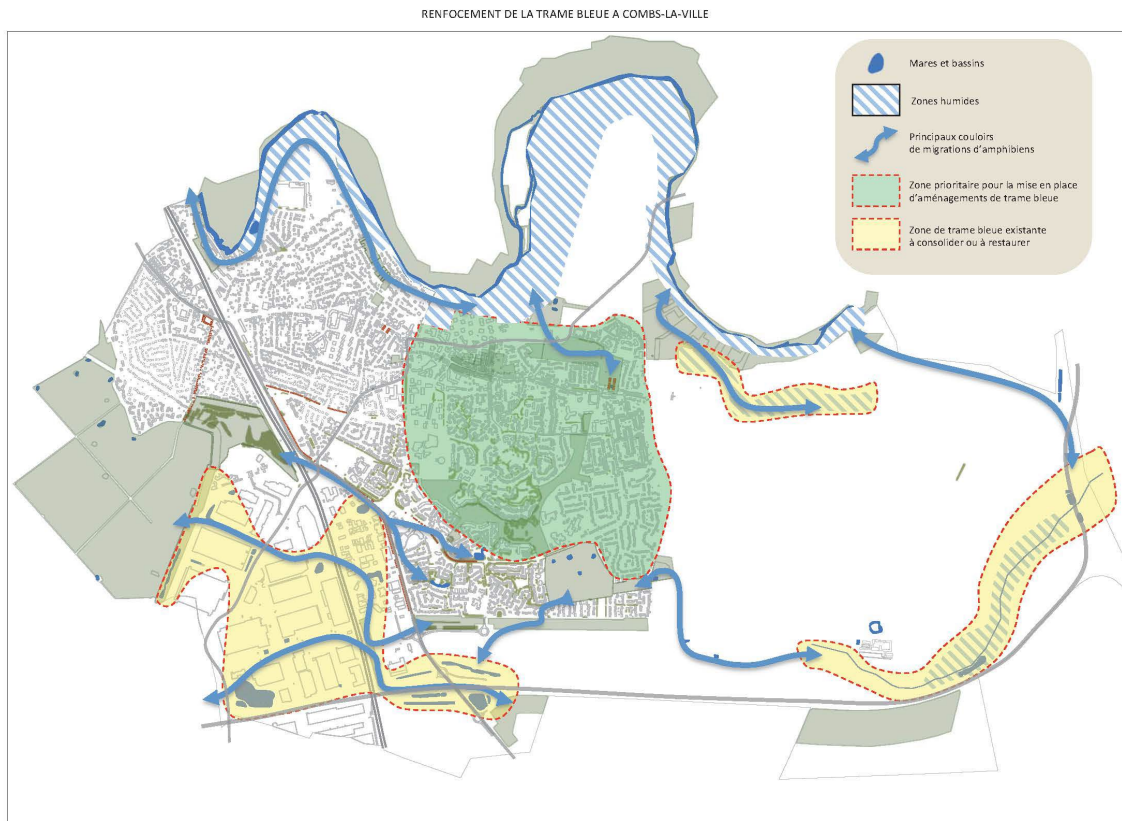 RENFOCEMENT DE LA TRAME BLEUE A COMBS-LA-VILLE
Mares et bassins
Zones humides
Principaux couloirs
de migrations d'amphibiens
Zone prioritaire pour la mise en place
d'aménagements de trame bleue
Zone de trame bleue existante
à consolider ou à restaurer